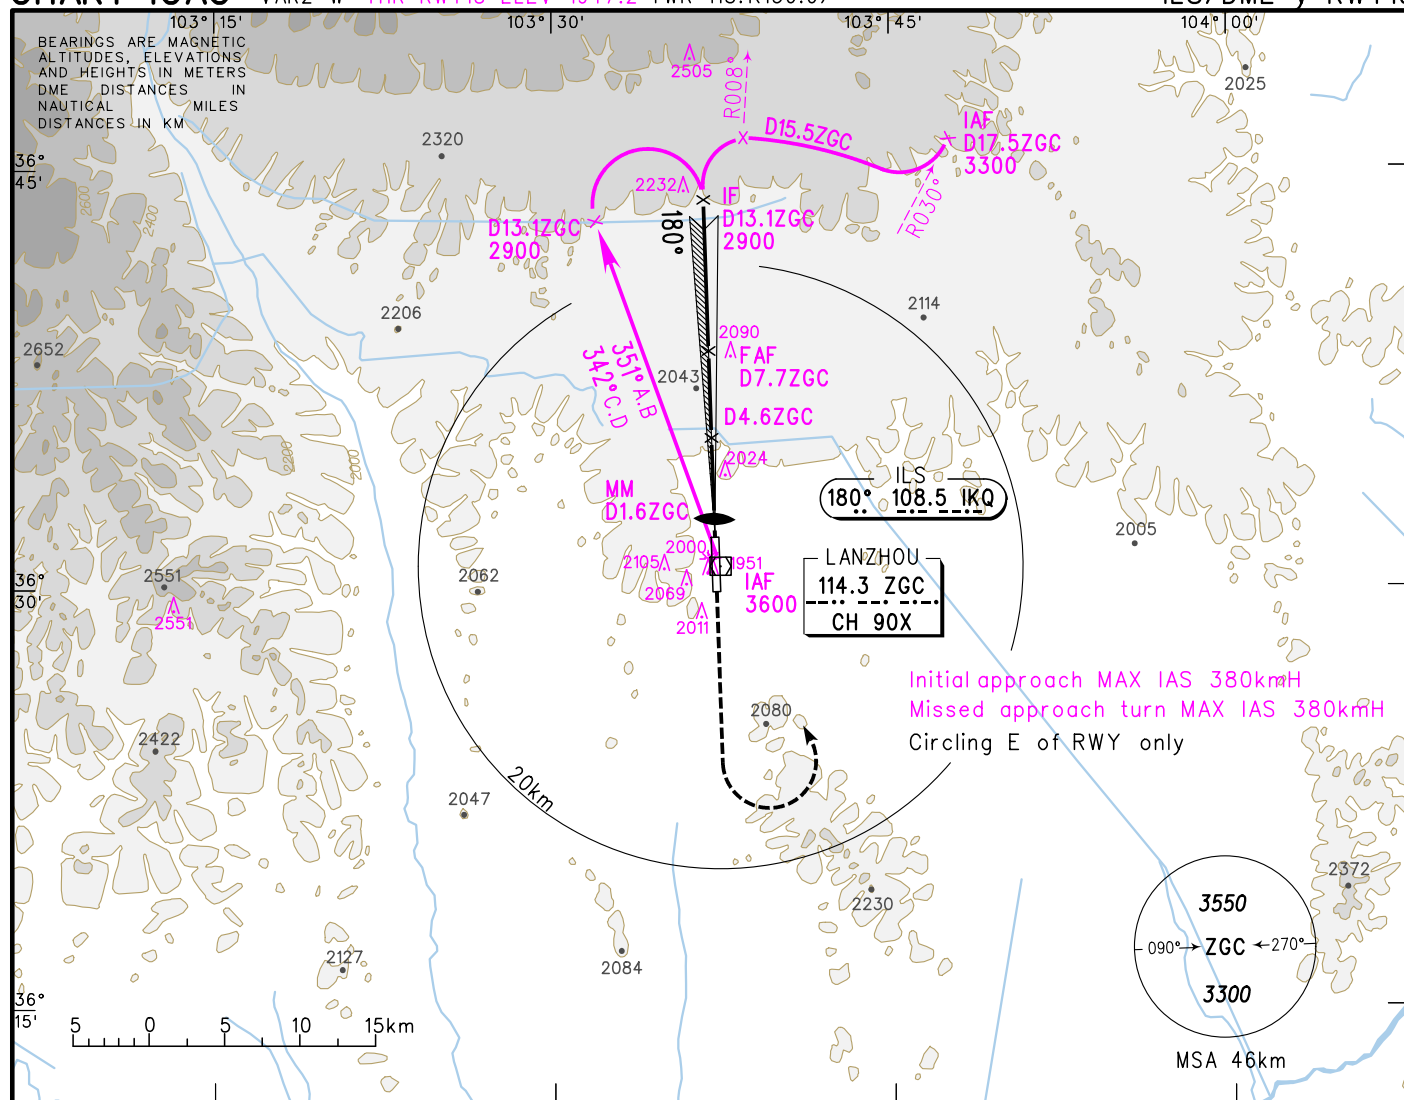 103° 15'
103° 30'
103° 45'
104° 00'
BEARINGS ARE MAGNETIC
ALTITUDES, ELEVATIONS
AND HEIGHTS IN METERS
DME DISTANCES IN
NAUTICAL MILES
DISTANCES IN KM
2505
R008°
2025
2320
D15.5ZGC
IAF
D17.5ZGC
3300
36°
45'
2600
2400
2232
R030°
IF
D13.1ZGC
2900
D13.1ZGC
2900
180°
2206
2114
2652
2090
FAF
D7.7ZGC
351° A.B
342° C.D
2043
D4.6ZGC
2200
2000
2024
MM
D1.6ZGC
ILS
180° 108.5 IKQ
2005
2000
2105
1951
2069
2011
IAF
3600
LANZHOU
114.3 ZGC
CH 90X
36°
30'
2551
2551
2062
Initial approach MAX IAS 380kmH
Missed approach turn MAX IAS 380kmH
Circling E of RWY only
2080
2422
20km
2047
2230
2372
3550
090° ZGC 270°
3300
MSA 46km
2127
2084
36°
15'
5 0 5 10 15km